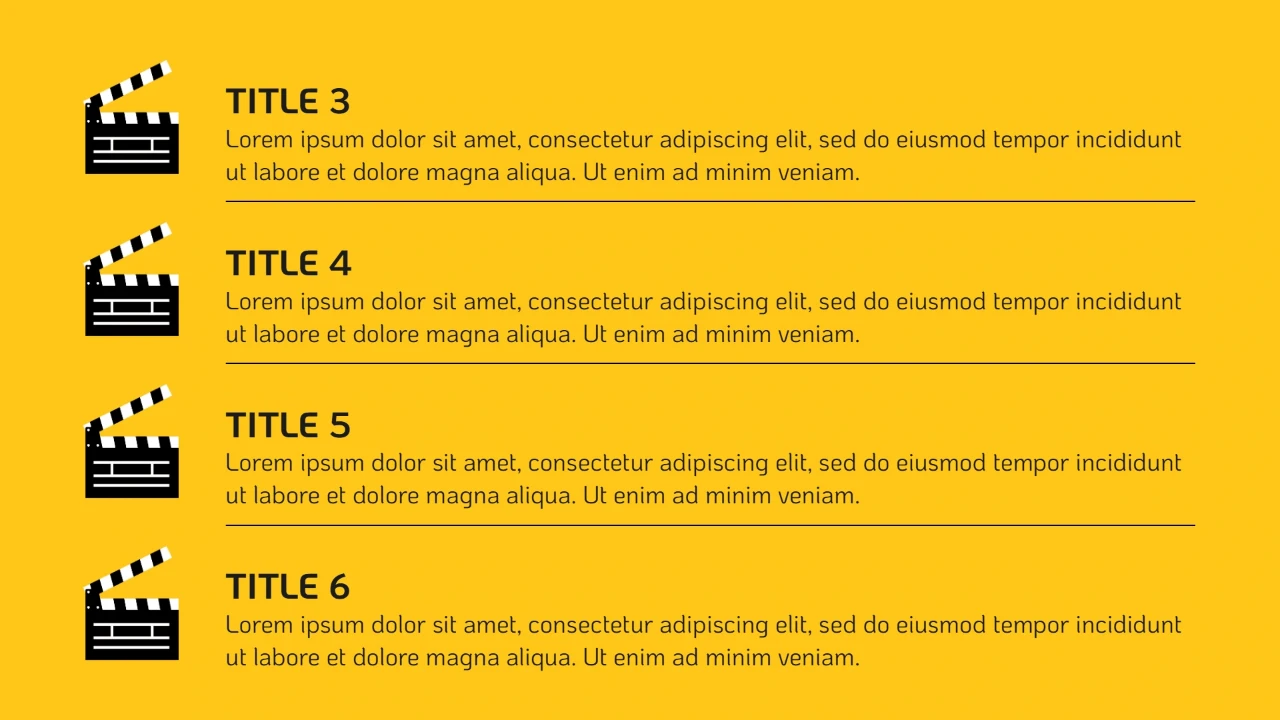 TITLE 3
Lorem ipsum dolor sit amet, consectetur adipiscing elit, sed do eiusmod tempor incididunt
ut labore et dolore magna aliqua. Ut enim ad minim veniam.
TITLE 4
Lorem ipsum dolor sit amet, consectetur adipiscing elit, sed do eiusmod tempor incididunt
ut labore et dolore magna aliqua. Ut enim ad minim veniam.
TITLE 5
Lorem ipsum dolor sit amet, consectetur adipiscing elit, sed do eiusmod tempor incididunt
ut labore et dolore magna aliqua. Ut enim ad minim veniam.
TITLE 6
Lorem ipsum dolor sit amet, consectetur adipiscing elit, sed do eiusmod tempor incididunt
ut labore et dolore magna aliqua. Ut enim ad minim veniam.